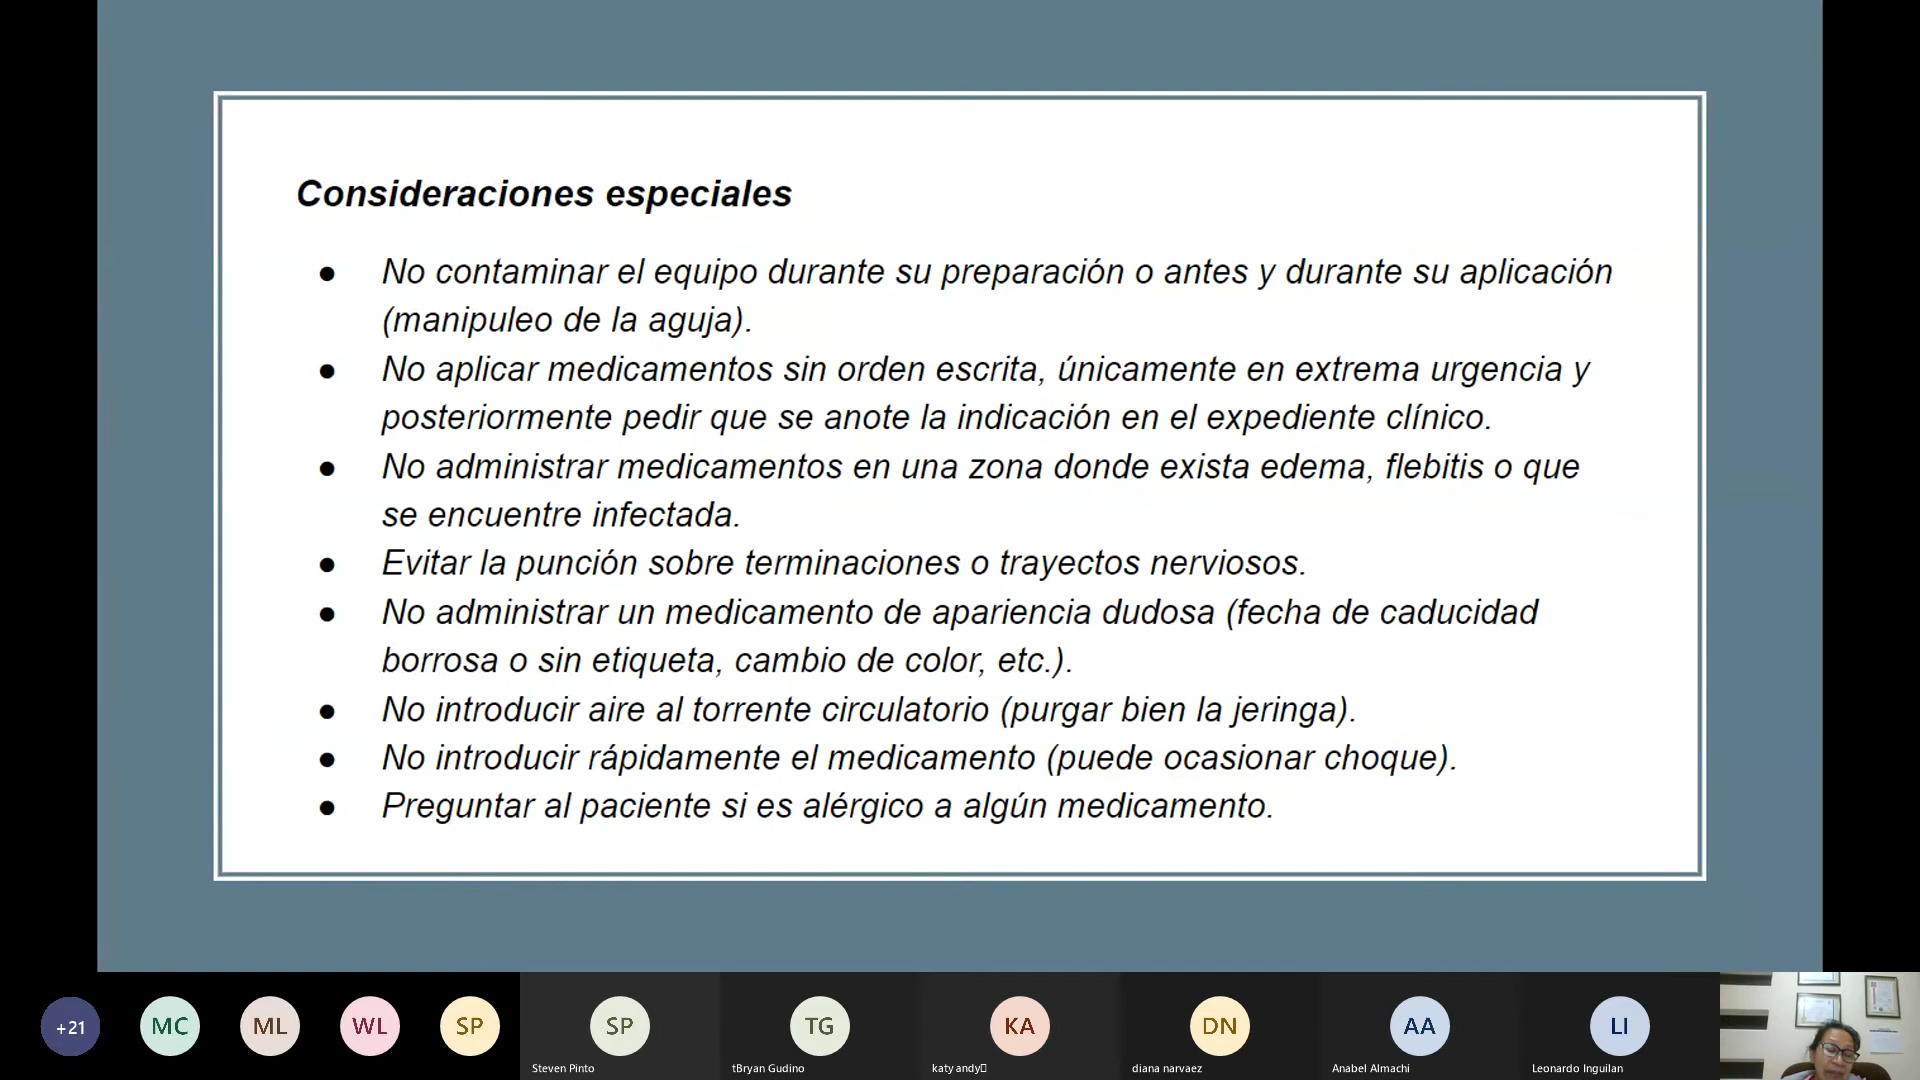 Consideraciones especiales
● No contaminar el equipo durante su preparación o antes y durante su aplicación
(manipuleo de la aguja).
● No aplicar medicamentos sin orden escrita, únicamente en extrema urgencia y
posteriormente pedir que se anote la indicación en el expediente clínico.
● No administrar medicamentos en una zona donde exista edema, flebitis o que
se encuentre infectada.
● Evitar la punción sobre terminaciones o trayectos nerviosos.
● No administrar un medicamento de apariencia dudosa (fecha de caducidad
borrosa o sin etiqueta, cambio de color, etc.).
● No introducir aire al torrente circulatorio (purgar bien la jeringa).
● No introducir rápidamente el medicamento (puede ocasionar choque).
● Preguntar al paciente si es alérgico a algún medicamento.
+21 MC ML WL SP SP TG KA DN AA LI
Steven Pinto tBryan Gudino katy andy diana narvaez Anabel Almachi Leonardo Inguilan